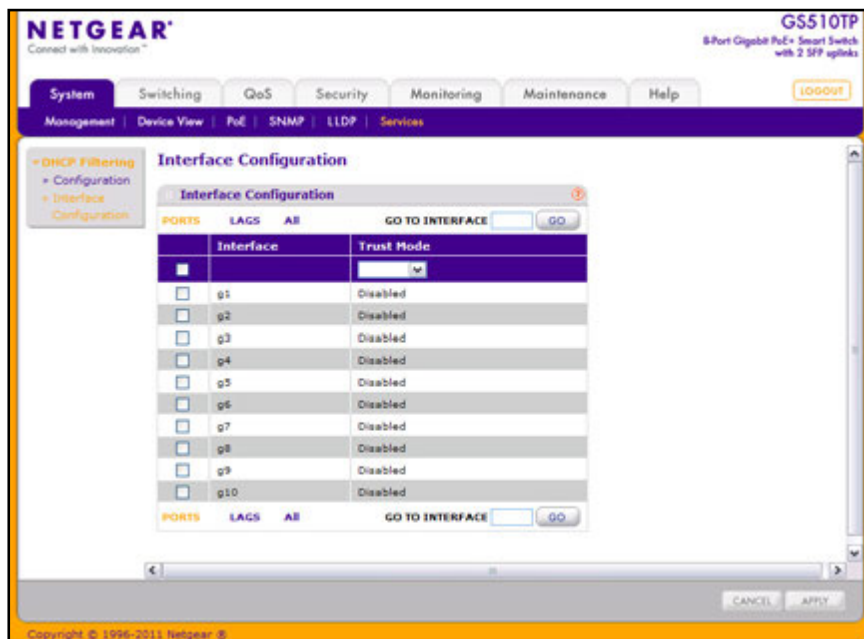 NETGEAR®
Connect with Innovation™
GS510TP
8-Port Gigabit PoE+ Smart Switch
with 2 SFP uplinks
System Switching QoS Security Monitoring Maintenance Help LOGOUT
Management | Device View | PoE | SNMP | LLDP | Services
DHCP Filtering
» Configuration
» Interface
Configuration
Interface Configuration
Interface Configuration ?
PORTS LAGS All GO TO INTERFACE GO
Interface Trust Mode
g1 Disabled
g2 Disabled
g3 Disabled
g4 Disabled
g5 Disabled
g6 Disabled
g7 Disabled
g8 Disabled
g9 Disabled
g10 Disabled
PORTS LAGS All GO TO INTERFACE GO
CANCEL APPLY
Copyright © 1996-2011 Netgear ®